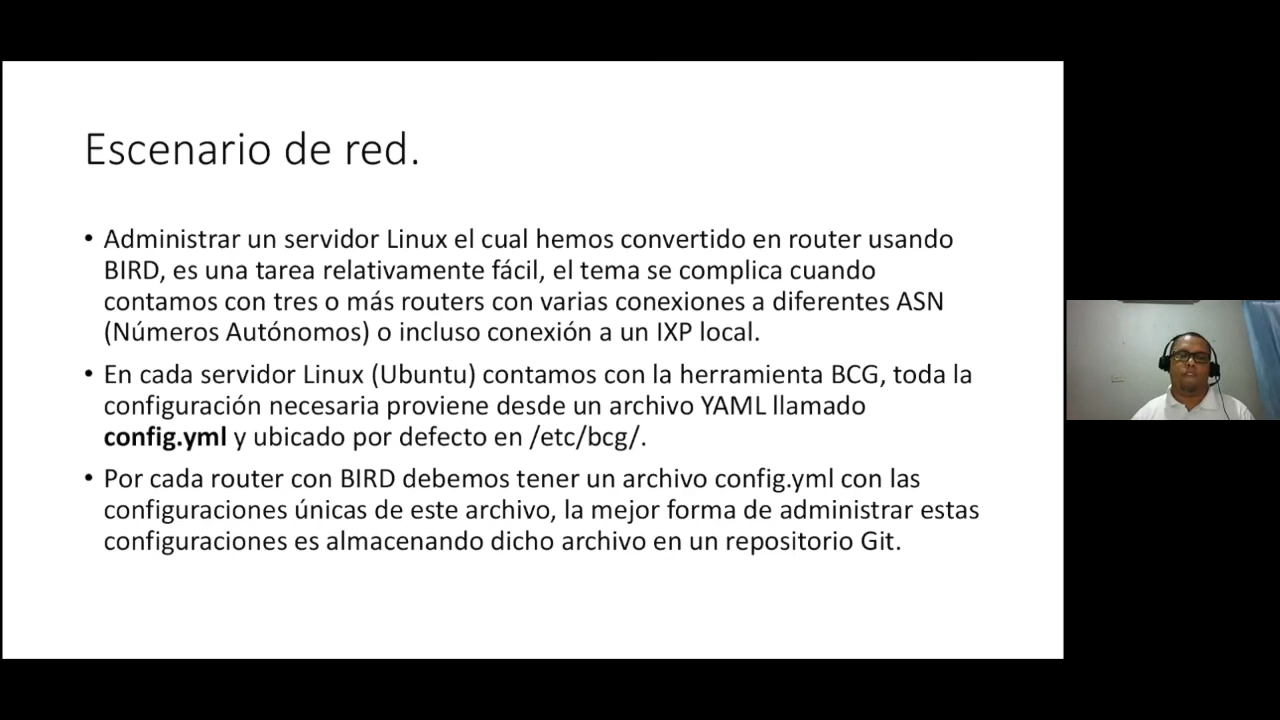 Escenario de red.
• Administrar un servidor Linux el cual hemos convertido en router usando
BIRD, es una tarea relativamente fácil, el tema se complica cuando
contamos con tres o más routers con varias conexiones a diferentes ASN
(Números Autónomos) o incluso conexión a un IXP local.
• En cada servidor Linux (Ubuntu) contamos con la herramienta BCG, toda la
configuración necesaria proviene desde un archivo YAML llamado
config.yml y ubicado por defecto en /etc/bcg/.
• Por cada router con BIRD debemos tener un archivo config.yml con las
configuraciones únicas de este archivo, la mejor forma de administrar estas
configuraciones es almacenando dicho archivo en un repositorio Git.